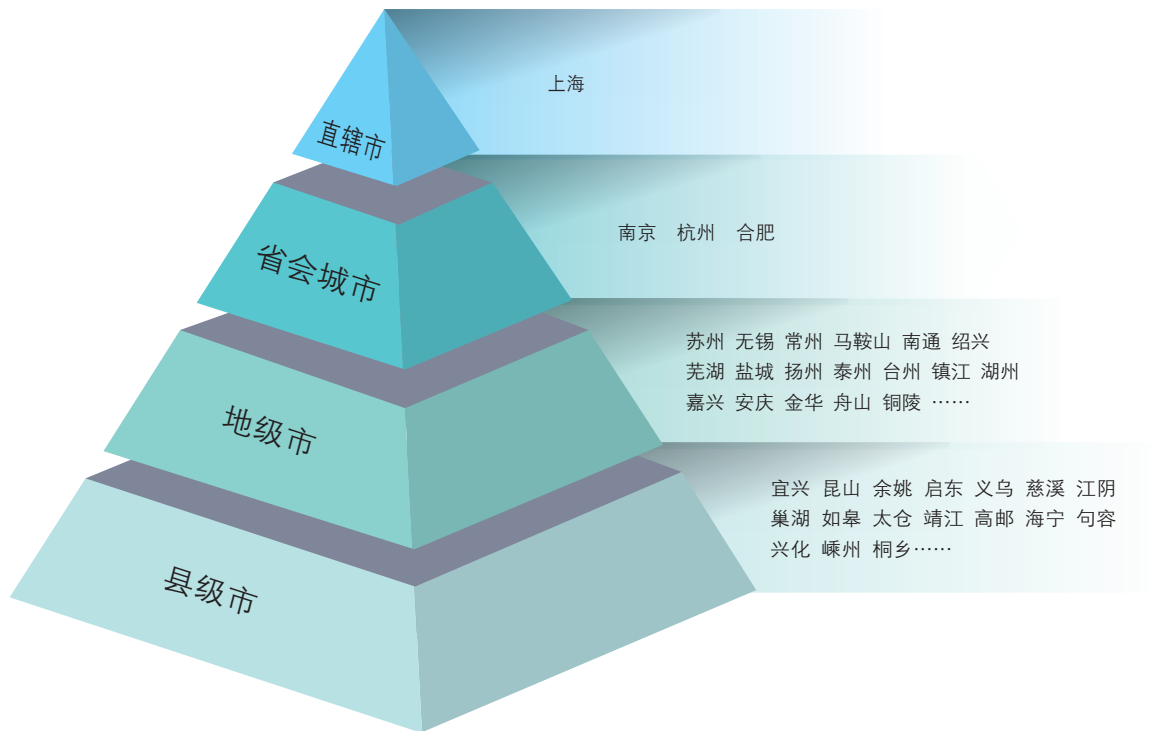 直辖市
上海
省会城市
南京 杭州 合肥
地级市
苏州 无锡 常州 马鞍山 南通 绍兴
芜湖 盐城 扬州 泰州 台州 镇江 湖州
嘉兴 安庆 金华 舟山 铜陵 ……
县级市
宜兴 昆山 余姚 启东 义乌 慈溪 江阴
巢湖 如皋 太仓 靖江 高邮 海宁 句容
兴化 嵊州 桐乡……